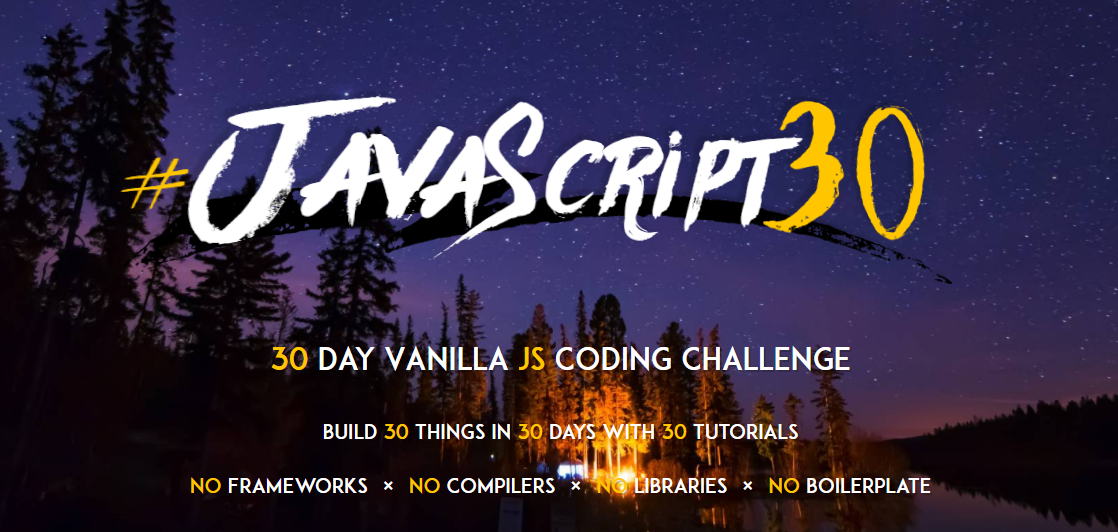 #JavaScript30
30 DAY VANILLA JS CODING CHALLENGE
BUILD 30 THINGS IN 30 DAYS WITH 30 TUTORIALS
NO FRAMEWORKS × NO COMPILERS × NO LIBRARIES × NO BOILERPLATE